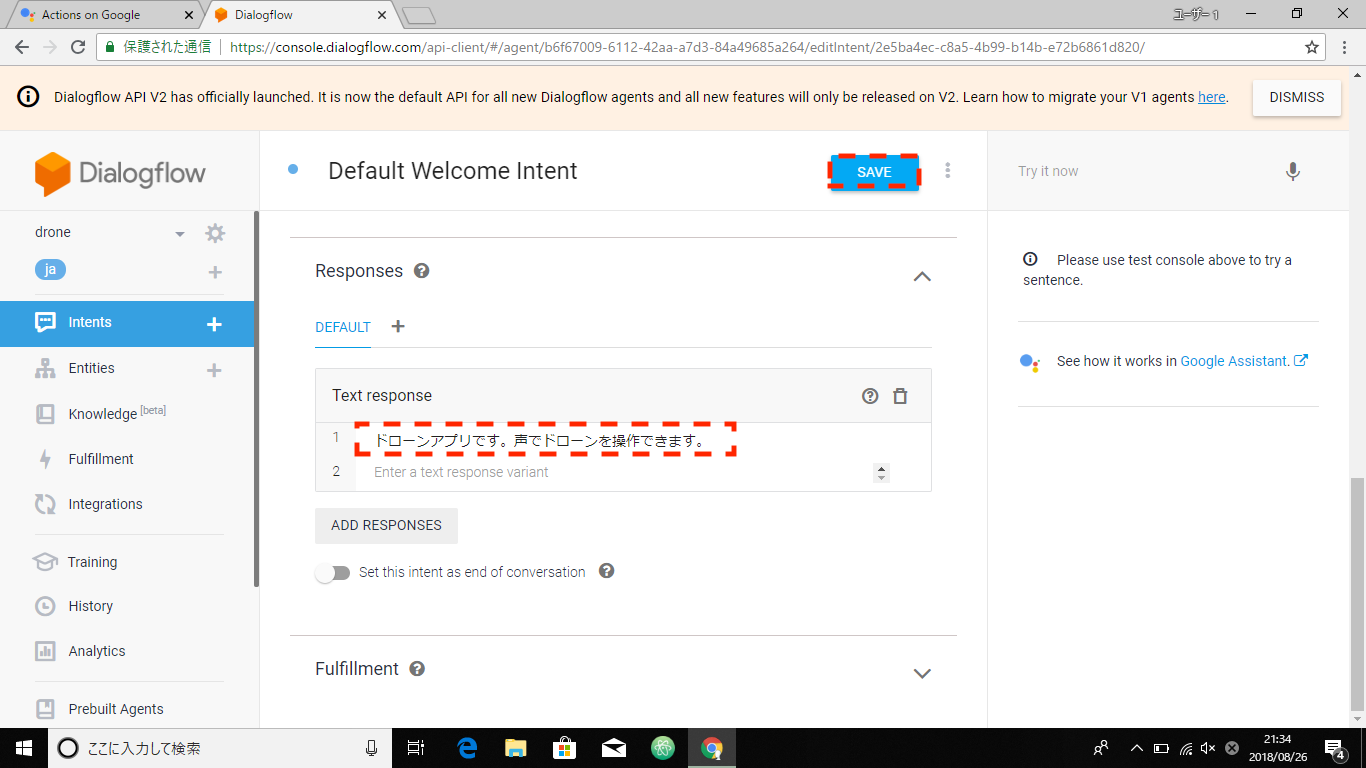 Actions on Google
Dialogflow
ユーザー 1
保護された通信
https://console.dialogflow.com/api-client/#/agent/b6f67009-6112-42aa-a7d3-84a49685a264/editIntent/2e5ba4ec-c8a5-4b99-b14b-e72b6861d820/
Dialogflow API V2 has officially launched. It is now the default API for all new Dialogflow agents and all new features will only be released on V2. Learn how to migrate your V1 agents here.
DISMISS
Dialogflow
Default Welcome Intent
SAVE
Try it now
drone
ja
Intents
Entities
Knowledge [beta]
Fulfillment
Integrations
Training
History
Analytics
Prebuilt Agents
Responses
DEFAULT
Text response
1 ドローンアプリです。声でドローンを操作できます。
2 Enter a text response variant
ADD RESPONSES
Set this intent as end of conversation
Fulfillment
Please use test console above to try a
sentence.
See how it works in Google Assistant.
ここに入力して検索
21:34
2018/08/26
4